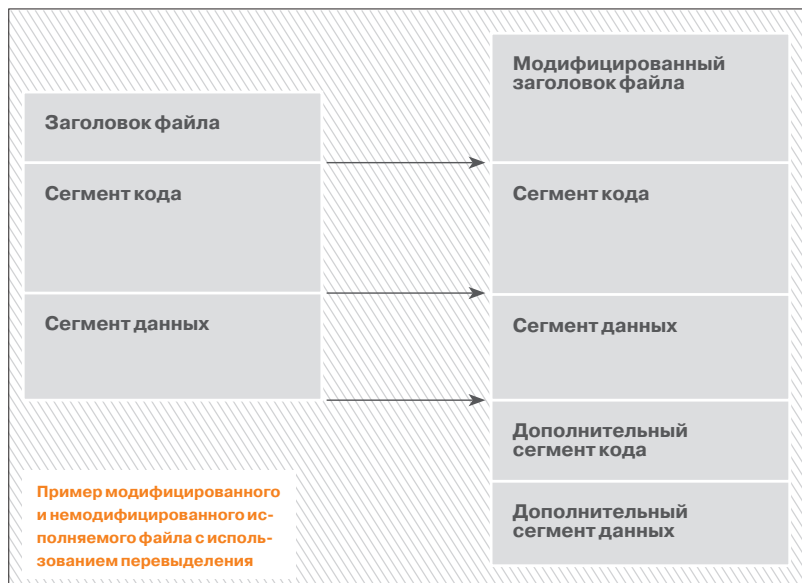 Заголовок файла
Сегмент кода
Сегмент данных
Модифицированный
заголовок файла
Сегмент кода
Сегмент данных
Дополнительный
сегмент кода
Дополнительный
сегмент данных
Пример модифицированного
и немодифицированного ис-
полняемого файла с исполь-
зованием перевыделения